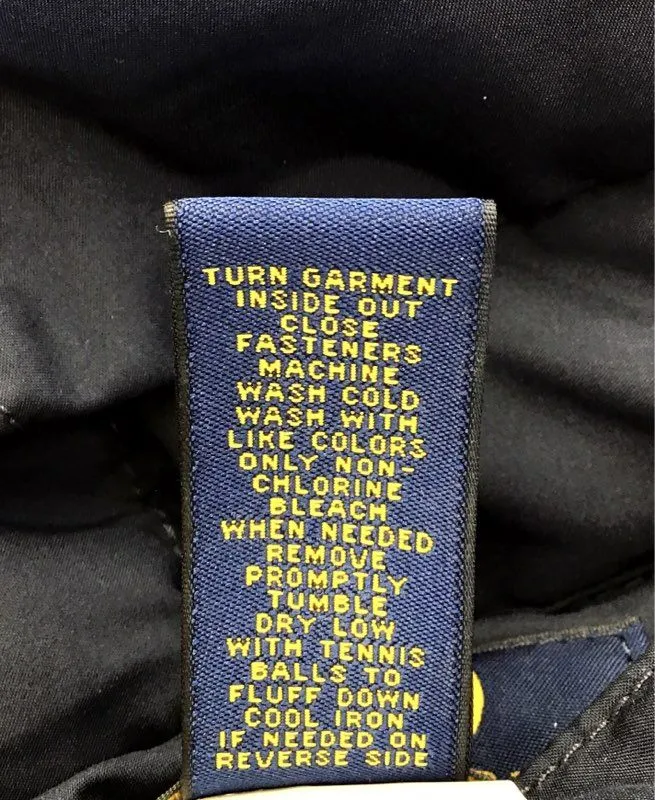 TURN GARMENT
INSIDE OUT
CLOSE
FASTENERS
MACHINE
WASH COLD
WASH WITH
LIKE COLORS
ONLY NON-
CHLORINE
BLEACH
WHEN NEEDED
REMOVE
PROMPTLY
TUMBLE
DRY LOW
WITH TENNIS
BALLS TO
FLUFF DOWN
COOL IRON
IF NEEDED ON
REVERSE SIDE